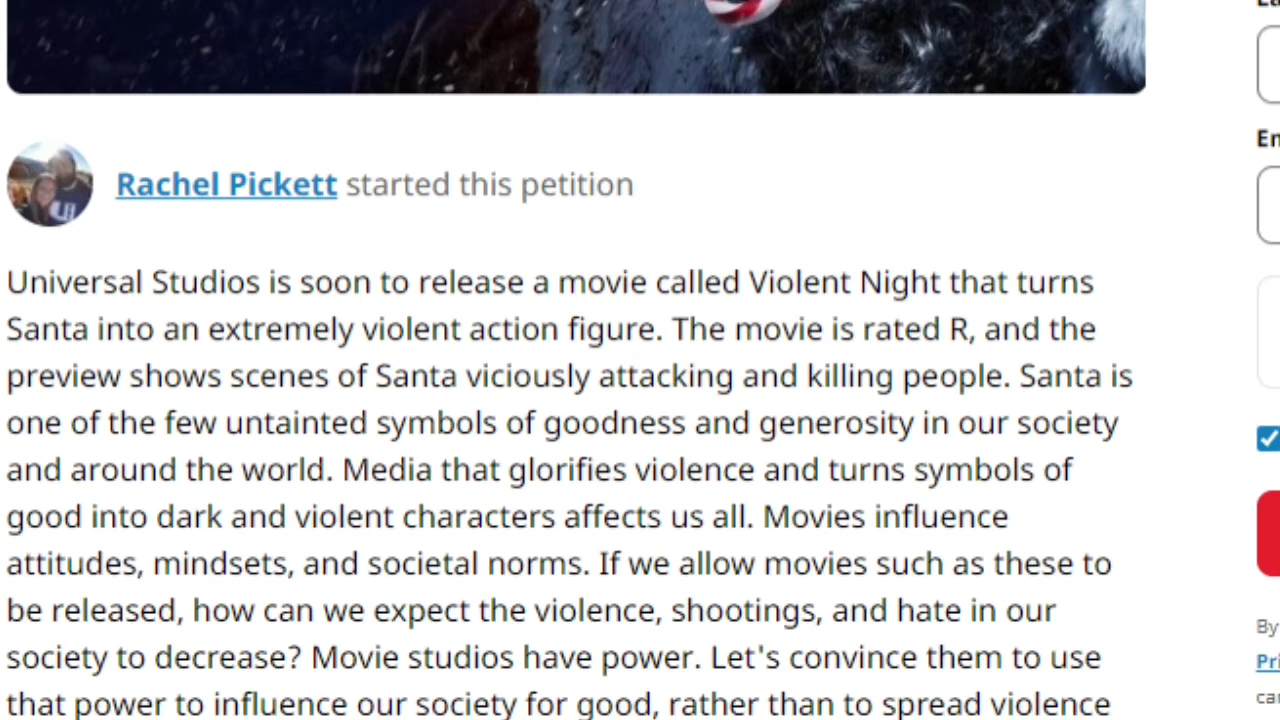 Rachel Pickett started this petition
Universal Studios is soon to release a movie called Violent Night that turns
Santa into an extremely violent action figure. The movie is rated R, and the
preview shows scenes of Santa viciously attacking and killing people. Santa is
one of the few untainted symbols of goodness and generosity in our society
and around the world. Media that glorifies violence and turns symbols of
good into dark and violent characters affects us all. Movies influence
attitudes, mindsets, and societal norms. If we allow movies such as these to
be released, how can we expect the violence, shootings, and hate in our
society to decrease? Movie studios have power. Let's convince them to use
that power to influence our society for good, rather than to spread violence
By